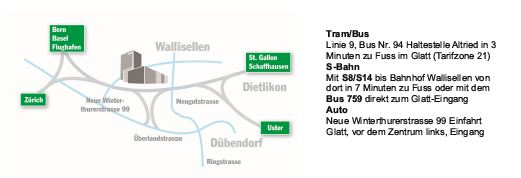 Bern
Basel
Flughafen
Wallisellen
St. Gallen
Schaffhausen
Dietlikon
Zürich
Neue Winter-
thurerstrasse 99
Neugutstrasse
Uster
Überlandstrasse
Dübendorf
Ringstrasse
Tram/Bus
Linie 9, Bus Nr. 94 Haltestelle Altried in 3
Minuten zu Fuss im Glatt (Tarifzone 21)
S-Bahn
Mit S8/S14 bis Bahnhof Wallisellen von
dort in 7 Minuten zu Fuss oder mit dem
Bus 759 direkt zum Glatt-Eingang
Auto
Neue Winterthurerstrasse 99 Einfahrt
Glatt, vor dem Zentrum links, Eingang